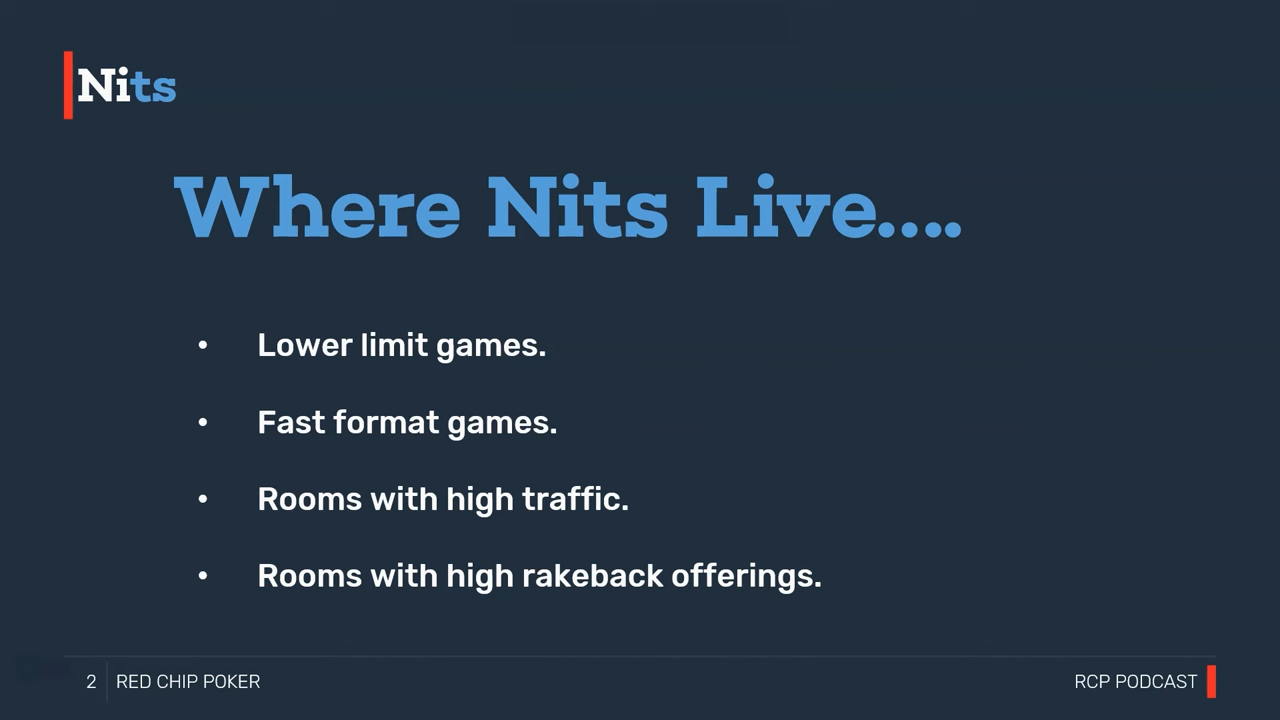 Nits
Where Nits Live....
• Lower limit games.
• Fast format games.
• Rooms with high traffic.
• Rooms with high rakeback offerings.
2 RED CHIP POKER
RCP PODCAST